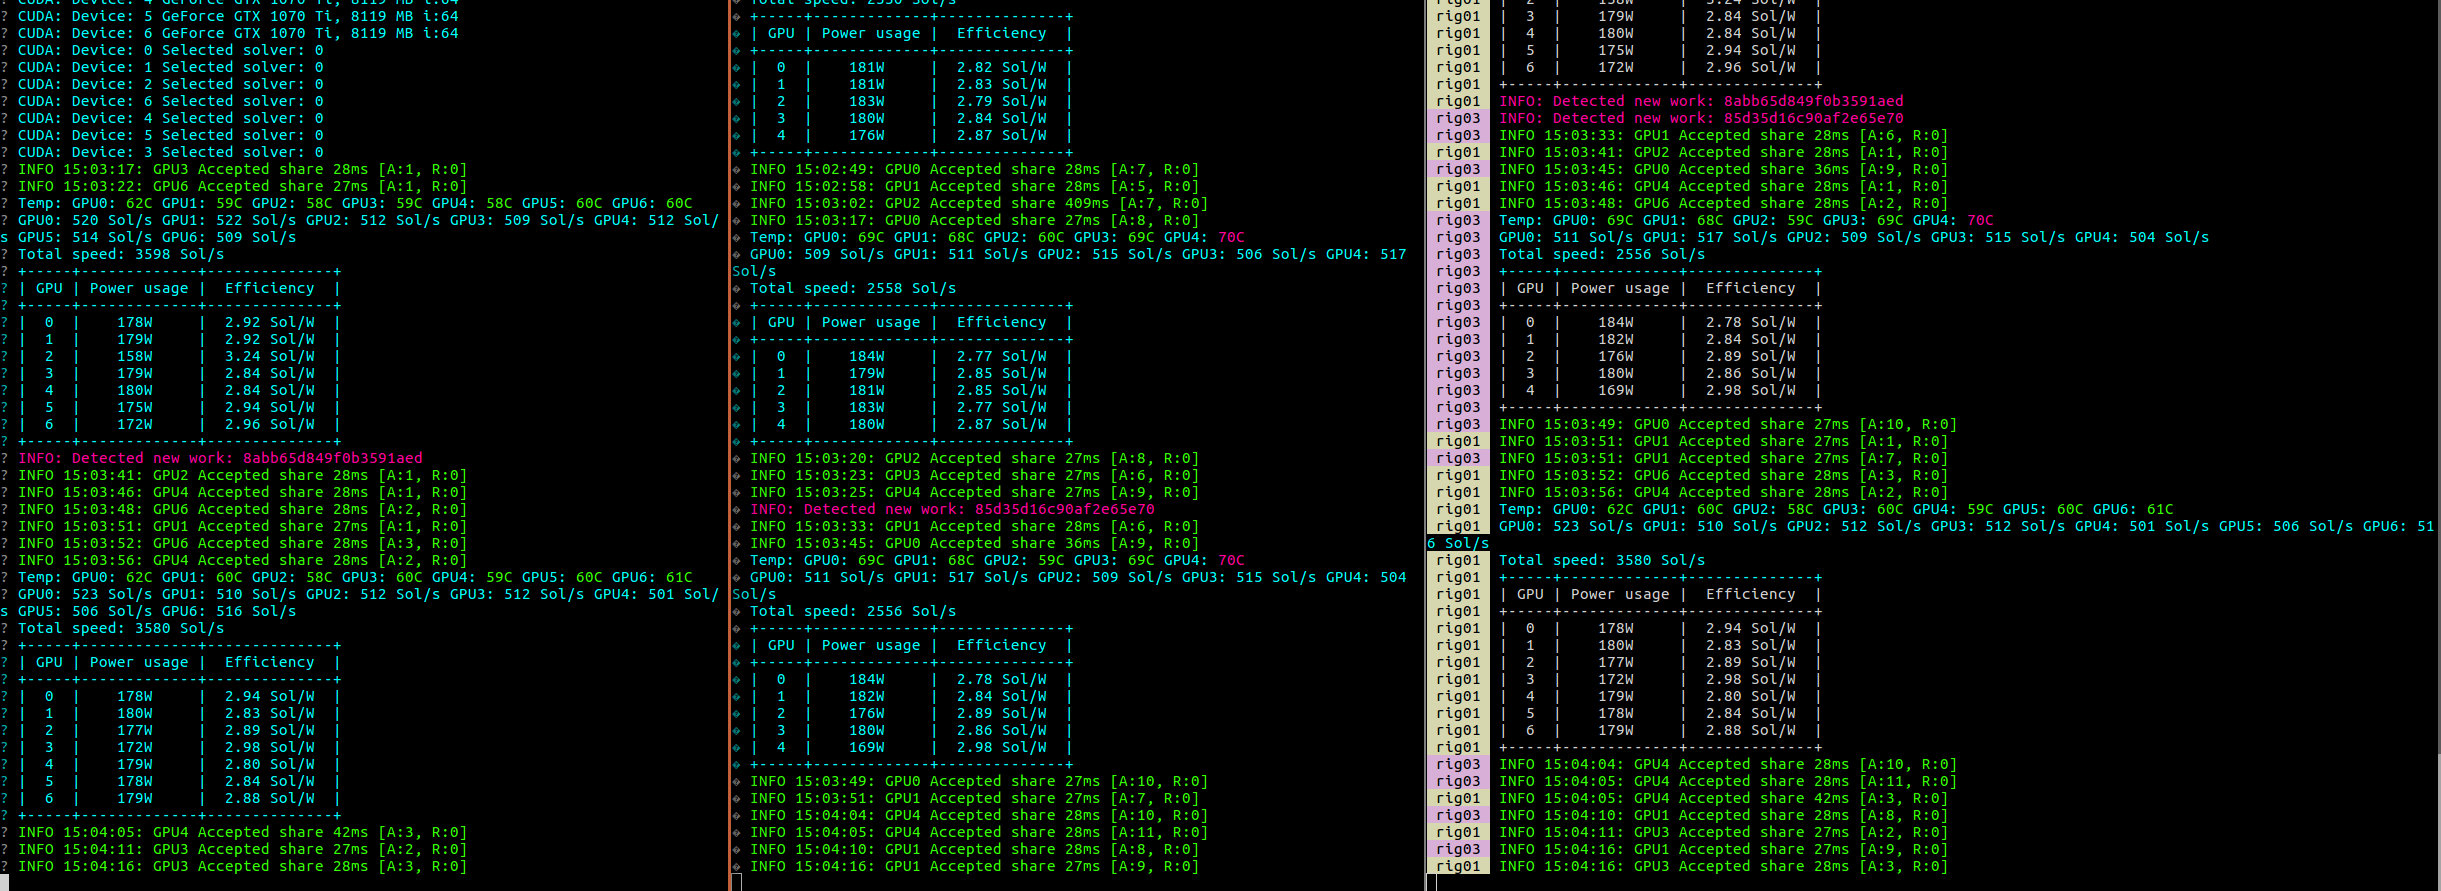 ? CUDA: Device: 4 GeForce GTX 1070 Ti, 8119 MB i:64
? CUDA: Device: 5 GeForce GTX 1070 Ti, 8119 MB i:64
? CUDA: Device: 6 GeForce GTX 1070 Ti, 8119 MB i:64
? CUDA: Device: 0 Selected solver: 0
? CUDA: Device: 1 Selected solver: 0
? CUDA: Device: 2 Selected solver: 0
? CUDA: Device: 6 Selected solver: 0
? CUDA: Device: 4 Selected solver: 0
? CUDA: Device: 5 Selected solver: 0
? CUDA: Device: 3 Selected solver: 0
? INFO 15:03:17: GPU3 Accepted share 28ms [A:1, R:0]
? INFO 15:03:22: GPU6 Accepted share 27ms [A:1, R:0]
? Temp: GPU0: 62C GPU1: 59C GPU2: 58C GPU3: 59C GPU4: 58C GPU5: 60C GPU6: 60C
? GPU0: 520 Sol/s GPU1: 522 Sol/s GPU2: 512 Sol/s GPU3: 509 Sol/s GPU4: 512 Sol/
s GPU5: 514 Sol/s GPU6: 509 Sol/s
? Total speed: 3598 Sol/s
? +-----+-------------+--------------+
? | GPU | Power usage |  Efficiency  |
? +-----+-------------+--------------+
? |  0  |    178W     |  2.92 Sol/W  |
? |  1  |    179W     |  2.92 Sol/W  |
? |  2  |    158W     |  3.24 Sol/W  |
? |  3  |    179W     |  2.84 Sol/W  |
? |  4  |    180W     |  2.84 Sol/W  |
? |  5  |    175W     |  2.94 Sol/W  |
? |  6  |    172W     |  2.96 Sol/W  |
? +-----+-------------+--------------+
? INFO: Detected new work: 8abb65d849f0b3591aed
? INFO 15:03:41: GPU2 Accepted share 28ms [A:1, R:0]
? INFO 15:03:46: GPU4 Accepted share 28ms [A:1, R:0]
? INFO 15:03:48: GPU6 Accepted share 28ms [A:2, R:0]
? INFO 15:03:51: GPU1 Accepted share 27ms [A:1, R:0]
? INFO 15:03:52: GPU6 Accepted share 28ms [A:3, R:0]
? INFO 15:03:56: GPU4 Accepted share 28ms [A:2, R:0]
? Temp: GPU0: 62C GPU1: 60C GPU2: 58C GPU3: 60C GPU4: 59C GPU5: 60C GPU6: 61C
? GPU0: 523 Sol/s GPU1: 510 Sol/s GPU2: 512 Sol/s GPU3: 512 Sol/s GPU4: 501 Sol/
s GPU5: 506 Sol/s GPU6: 516 Sol/s
? Total speed: 3580 Sol/s
? +-----+-------------+--------------+
? | GPU | Power usage |  Efficiency  |
? +-----+-------------+--------------+
? |  0  |    178W     |  2.94 Sol/W  |
? |  1  |    180W     |  2.83 Sol/W  |
? |  2  |    177W     |  2.89 Sol/W  |
? |  3  |    172W     |  2.98 Sol/W  |
? |  4  |    179W     |  2.80 Sol/W  |
? |  5  |    178W     |  2.84 Sol/W  |
? |  6  |    179W     |  2.88 Sol/W  |
? +-----+-------------+--------------+
? INFO 15:04:05: GPU4 Accepted share 42ms [A:3, R:0]
? INFO 15:04:11: GPU3 Accepted share 27ms [A:2, R:0]
? INFO 15:04:16: GPU3 Accepted share 28ms [A:3, R:0]
� Total speed: 2550 Sol/s
� +-----+-------------+--------------+
� | GPU | Power usage |  Efficiency  |
� +-----+-------------+--------------+
� |  0  |    181W     |  2.82 Sol/W  |
� |  1  |    181W     |  2.83 Sol/W  |
� |  2  |    183W     |  2.79 Sol/W  |
� |  3  |    180W     |  2.84 Sol/W  |
� |  4  |    176W     |  2.87 Sol/W  |
� +-----+-------------+--------------+
� INFO 15:02:49: GPU0 Accepted share 28ms [A:7, R:0]
� INFO 15:02:58: GPU1 Accepted share 28ms [A:5, R:0]
� INFO 15:03:02: GPU2 Accepted share 409ms [A:7, R:0]
� INFO 15:03:17: GPU0 Accepted share 27ms [A:8, R:0]
� Temp: GPU0: 69C GPU1: 68C GPU2: 60C GPU3: 69C GPU4: 70C
� GPU0: 509 Sol/s GPU1: 511 Sol/s GPU2: 515 Sol/s GPU3: 506 Sol/s GPU4: 517
Sol/s
� Total speed: 2558 Sol/s
� +-----+-------------+--------------+
� | GPU | Power usage |  Efficiency  |
� +-----+-------------+--------------+
� |  0  |    184W     |  2.77 Sol/W  |
� |  1  |    179W     |  2.85 Sol/W  |
� |  2  |    181W     |  2.85 Sol/W  |
� |  3  |    183W     |  2.77 Sol/W  |
� |  4  |    180W     |  2.87 Sol/W  |
� +-----+-------------+--------------+
� INFO 15:03:20: GPU2 Accepted share 27ms [A:8, R:0]
� INFO 15:03:23: GPU3 Accepted share 27ms [A:6, R:0]
� INFO 15:03:25: GPU4 Accepted share 27ms [A:9, R:0]
� INFO: Detected new work: 85d35d16c90af2e65e70
� INFO 15:03:33: GPU1 Accepted share 28ms [A:6, R:0]
� INFO 15:03:45: GPU0 Accepted share 36ms [A:9, R:0]
� Temp: GPU0: 69C GPU1: 68C GPU2: 59C GPU3: 69C GPU4: 70C
� GPU0: 511 Sol/s GPU1: 517 Sol/s GPU2: 509 Sol/s GPU3: 515 Sol/s GPU4: 504
Sol/s
� Total speed: 2556 Sol/s
� +-----+-------------+--------------+
� | GPU | Power usage |  Efficiency  |
� +-----+-------------+--------------+
� |  0  |    184W     |  2.78 Sol/W  |
� |  1  |    182W     |  2.84 Sol/W  |
� |  2  |    176W     |  2.89 Sol/W  |
� |  3  |    180W     |  2.86 Sol/W  |
� |  4  |    169W     |  2.98 Sol/W  |
� +-----+-------------+--------------+
� INFO 15:03:49: GPU0 Accepted share 27ms [A:10, R:0]
� INFO 15:03:51: GPU1 Accepted share 27ms [A:7, R:0]
� INFO 15:04:04: GPU4 Accepted share 28ms [A:10, R:0]
� INFO 15:04:05: GPU4 Accepted share 28ms [A:11, R:0]
� INFO 15:04:10: GPU1 Accepted share 28ms [A:8, R:0]
� INFO 15:04:16: GPU1 Accepted share 27ms [A:9, R:0]
rig01 |  2  |    158W     |  3.24 Sol/W  |
rig01 |  3  |    179W     |  2.84 Sol/W  |
rig01 |  4  |    180W     |  2.84 Sol/W  |
rig01 |  5  |    175W     |  2.94 Sol/W  |
rig01 |  6  |    172W     |  2.96 Sol/W  |
rig01 +-----+-------------+--------------+
rig01 INFO: Detected new work: 8abb65d849f0b3591aed
rig03 INFO: Detected new work: 85d35d16c90af2e65e70
rig03 INFO 15:03:33: GPU1 Accepted share 28ms [A:6, R:0]
rig01 INFO 15:03:41: GPU2 Accepted share 28ms [A:1, R:0]
rig03 INFO 15:03:45: GPU0 Accepted share 36ms [A:9, R:0]
rig01 INFO 15:03:46: GPU4 Accepted share 28ms [A:1, R:0]
rig01 INFO 15:03:48: GPU6 Accepted share 28ms [A:2, R:0]
rig03 Temp: GPU0: 69C GPU1: 68C GPU2: 59C GPU3: 69C GPU4: 70C
rig03 GPU0: 511 Sol/s GPU1: 517 Sol/s GPU2: 509 Sol/s GPU3: 515 Sol/s GPU4: 504 Sol/s
rig03 Total speed: 2556 Sol/s
rig03 +-----+-------------+--------------+
rig03 | GPU | Power usage |  Efficiency  |
rig03 +-----+-------------+--------------+
rig03 |  0  |    184W     |  2.78 Sol/W  |
rig03 |  1  |    182W     |  2.84 Sol/W  |
rig03 |  2  |    176W     |  2.89 Sol/W  |
rig03 |  3  |    180W     |  2.86 Sol/W  |
rig03 |  4  |    169W     |  2.98 Sol/W  |
rig03 +-----+-------------+--------------+
rig03 INFO 15:03:49: GPU0 Accepted share 27ms [A:10, R:0]
rig01 INFO 15:03:51: GPU1 Accepted share 27ms [A:1, R:0]
rig03 INFO 15:03:51: GPU1 Accepted share 27ms [A:7, R:0]
rig01 INFO 15:03:52: GPU6 Accepted share 28ms [A:3, R:0]
rig01 INFO 15:03:56: GPU4 Accepted share 28ms [A:2, R:0]
rig01 Temp: GPU0: 62C GPU1: 60C GPU2: 58C GPU3: 60C GPU4: 59C GPU5: 60C GPU6: 61C
rig01 GPU0: 523 Sol/s GPU1: 510 Sol/s GPU2: 512 Sol/s GPU3: 512 Sol/s GPU4: 501 Sol/s GPU5: 506 Sol/s GPU6: 51
6 Sol/s
rig01 Total speed: 3580 Sol/s
rig01 +-----+-------------+--------------+
rig01 | GPU | Power usage |  Efficiency  |
rig01 +-----+-------------+--------------+
rig01 |  0  |    178W     |  2.94 Sol/W  |
rig01 |  1  |    180W     |  2.83 Sol/W  |
rig01 |  2  |    177W     |  2.89 Sol/W  |
rig01 |  3  |    172W     |  2.98 Sol/W  |
rig01 |  4  |    179W     |  2.80 Sol/W  |
rig01 |  5  |    178W     |  2.84 Sol/W  |
rig01 |  6  |    179W     |  2.88 Sol/W  |
rig01 +-----+-------------+--------------+
rig03 INFO 15:04:04: GPU4 Accepted share 28ms [A:10, R:0]
rig03 INFO 15:04:05: GPU4 Accepted share 28ms [A:11, R:0]
rig01 INFO 15:04:05: GPU4 Accepted share 42ms [A:3, R:0]
rig03 INFO 15:04:10: GPU1 Accepted share 28ms [A:8, R:0]
rig01 INFO 15:04:11: GPU3 Accepted share 27ms [A:2, R:0]
rig03 INFO 15:04:16: GPU1 Accepted share 27ms [A:9, R:0]
rig01 INFO 15:04:16: GPU3 Accepted share 28ms [A:3, R:0]